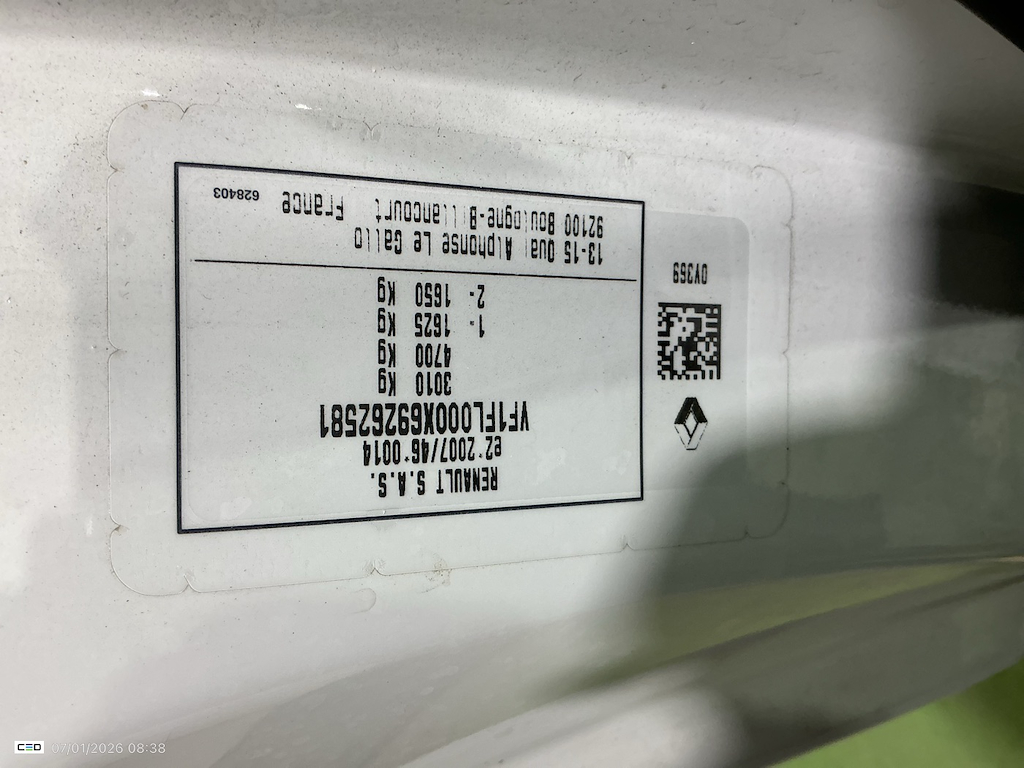 RENAULT S.A.S.
e2*2007/46*0014
VF1FL000X69262581
3010 Kg
4700 Kg
1- 1625 Kg
2- 1650 Kg
13-15 Quai Alphonse Le Gallo
92100 Boulogne-Billancourt France
628403
0V369
CEO 07/01/2026 08:38